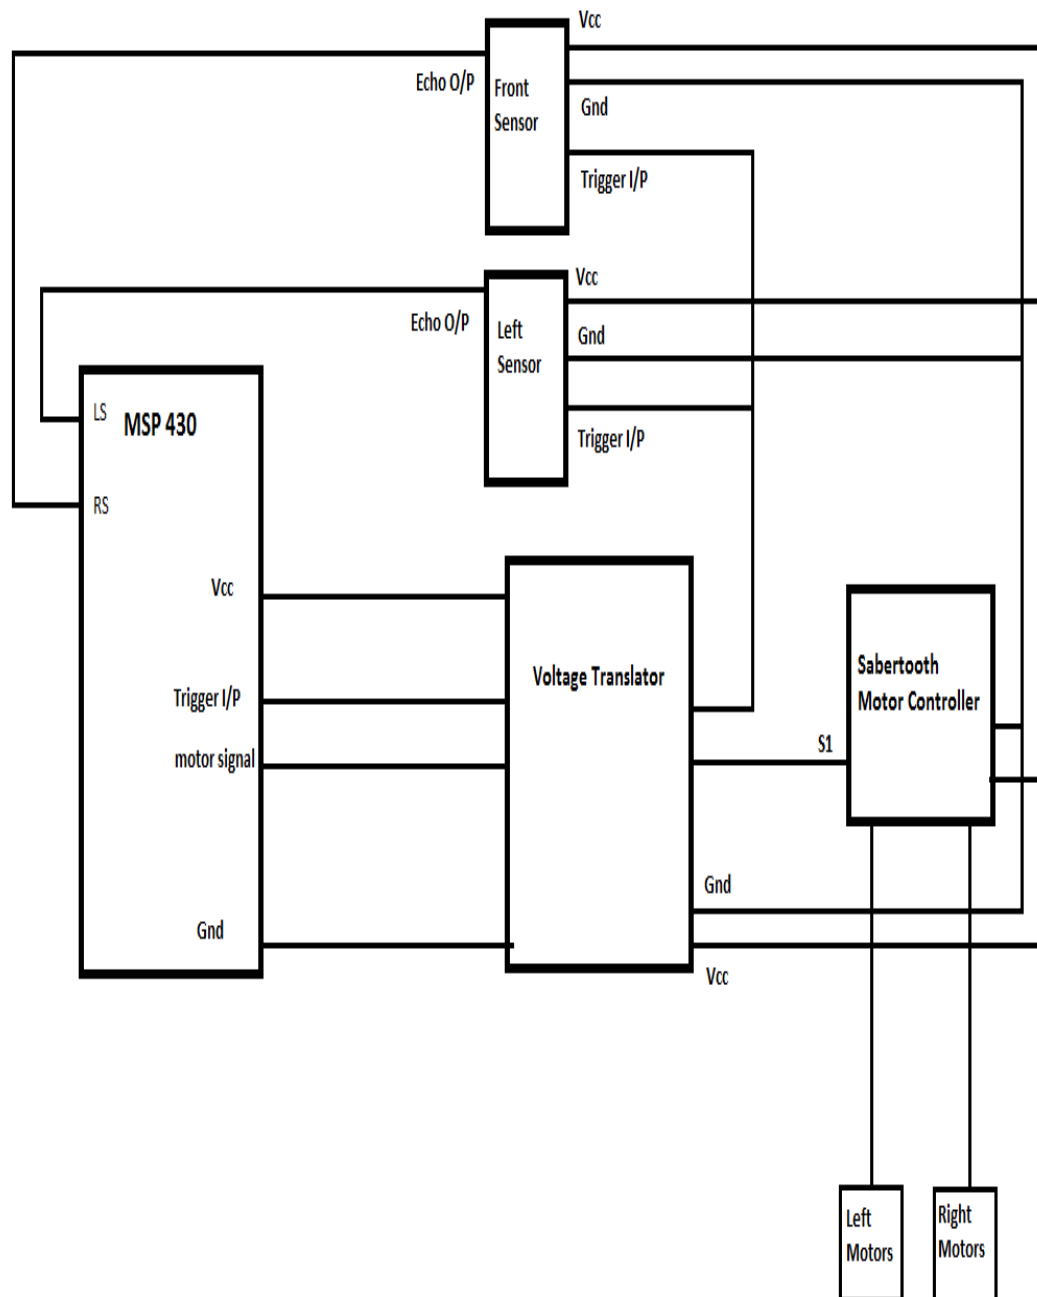 Vcc
Echo O/P
Front
Sensor
Gnd
Trigger I/P
Vcc
Echo O/P
Left
Sensor
Gnd
Trigger I/P
LS
MSP 430
RS
Vcc
Trigger I/P
motor signal
Gnd
Voltage Translator
Gnd
Vcc
S1
Sabertooth
Motor Controller
Left
Motors
Right
Motors